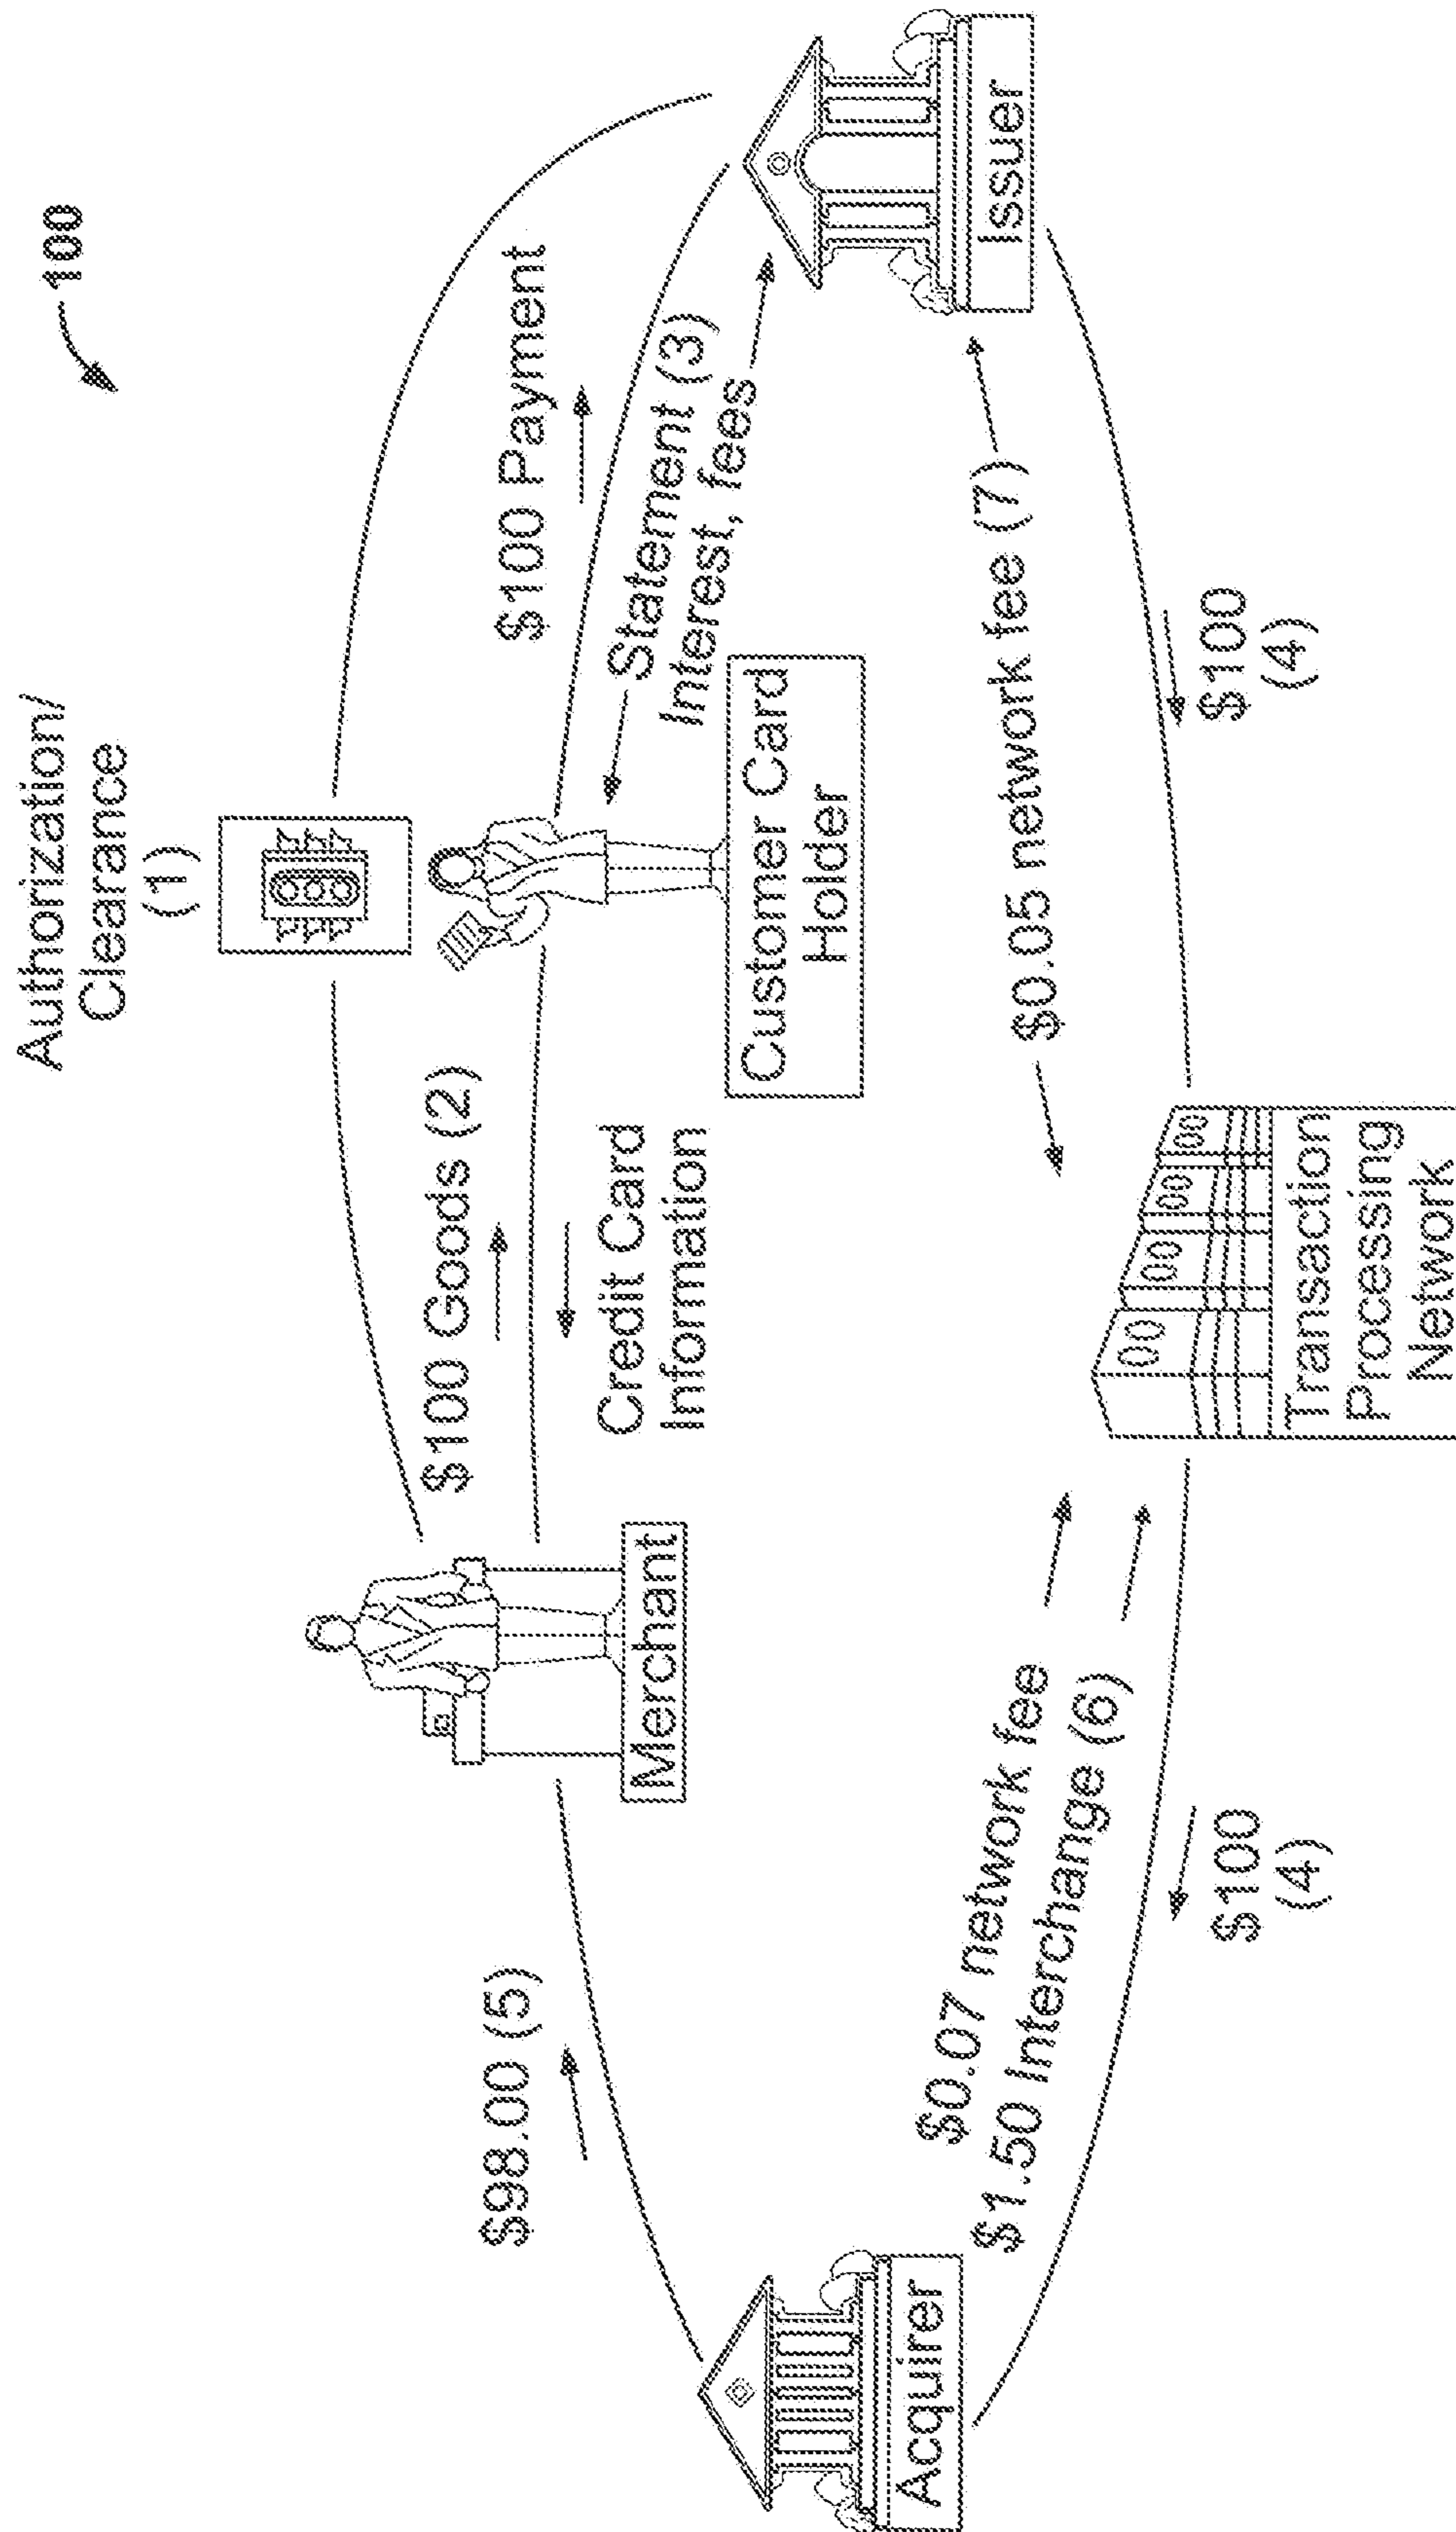 100
Authorization/
Clearance
(1)
$100 Goods (2)
Credit Card
Information
$100 Payment
Statement (3)
Interest, fees
$98.00 (5)
Merchant
Customer Card
Holder
Issuer
Acquirer
$0.07 network fee
$1.50 Interchange (6)
$0.05 network fee (7)
$100
(4)
$100
(4)
Transaction
Processing
Network